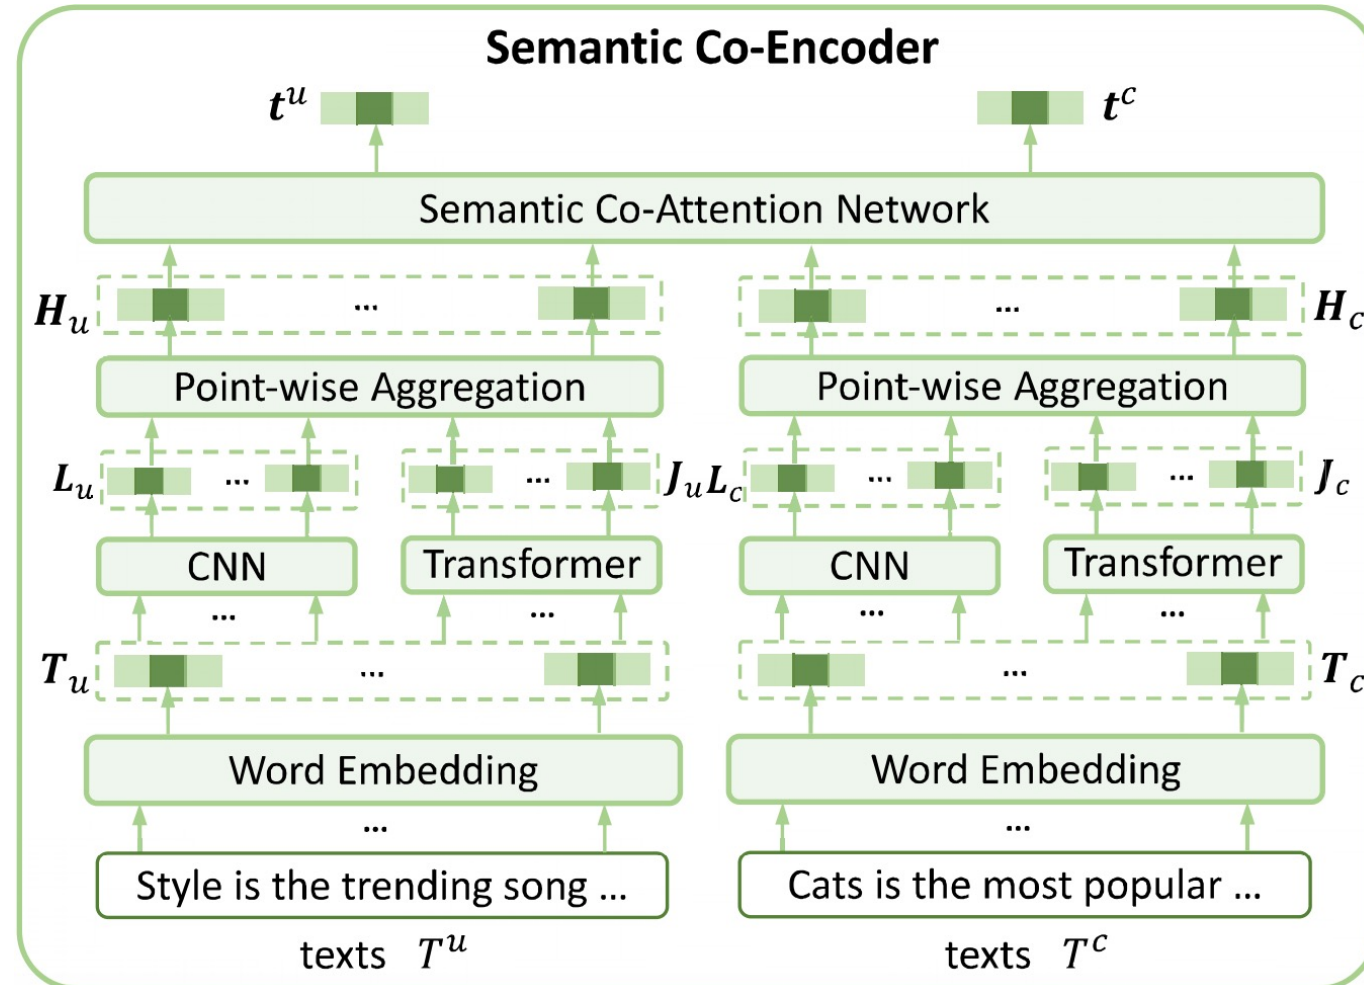 Semantic Co-Encoder
t^u t^c
Semantic Co-Attention Network
H_u ... ... H_c
Point-wise Aggregation Point-wise Aggregation
L_u ... ... J_u L_c ... ... J_c
CNN Transformer CNN Transformer
... ... ... ...
T_u ... ... T_c
Word Embedding Word Embedding
... ...
Style is the trending song ... Cats is the most popular ...
texts T^u texts T^c